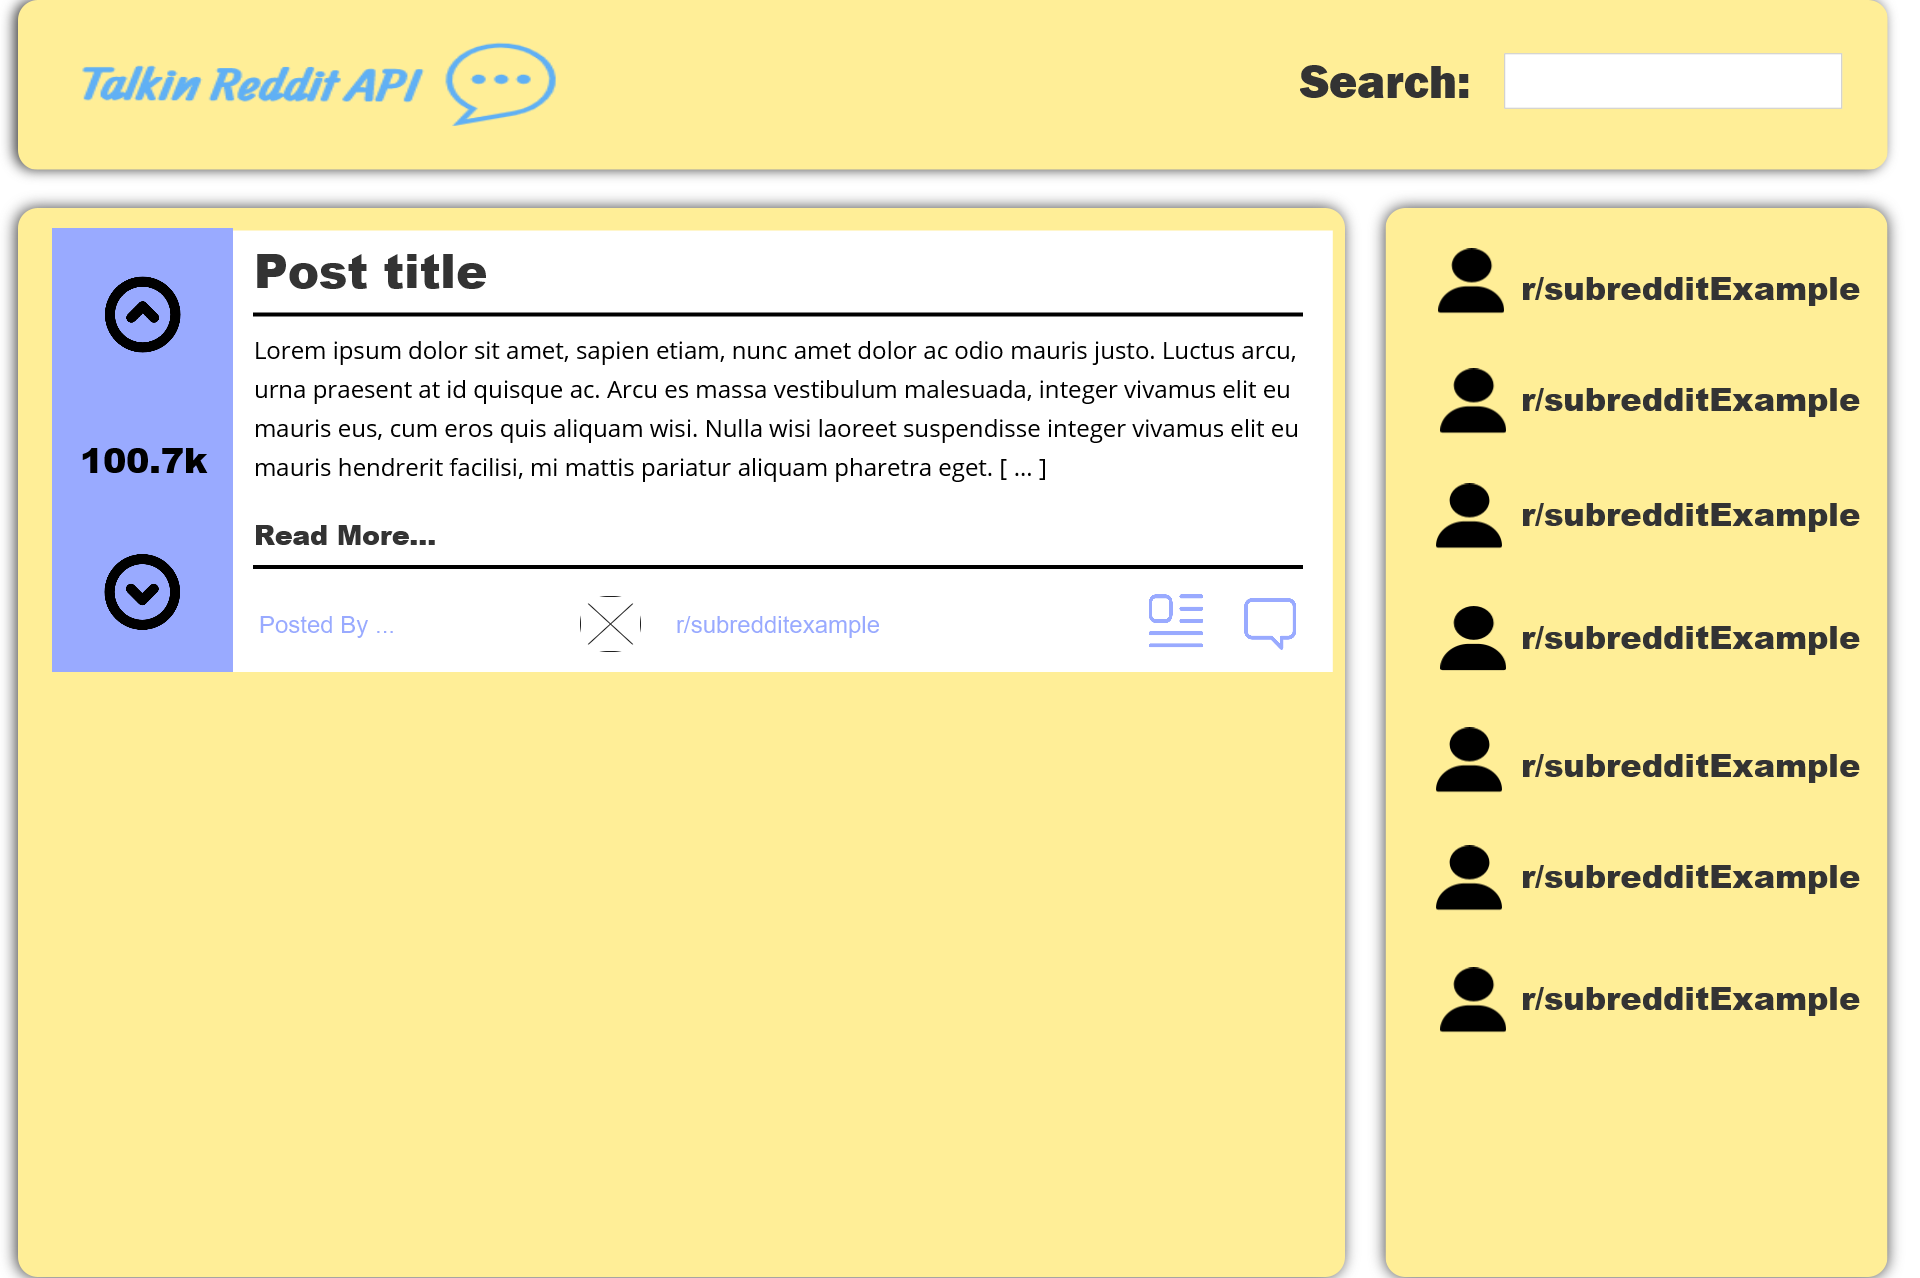 Talkin Reddit API
Search:
Post title
Lorem ipsum dolor sit amet, sapien etiam, nunc amet dolor ac odio mauris justo. Luctus arcu,
urna praesent at id quisque ac. Arcu es massa vestibulum malesuada, integer vivamus elit eu
mauris eus, cum eros quis aliquam wisi. Nulla wisi laoreet suspendisse integer vivamus elit eu
mauris hendrerit facilisi, mi mattis pariatur aliquam pharetra eget. [ ... ]
100.7k
Read More...
Posted By ...
r/subredditexample
r/subredditExample
r/subredditExample
r/subredditExample
r/subredditExample
r/subredditExample
r/subredditExample
r/subredditExample